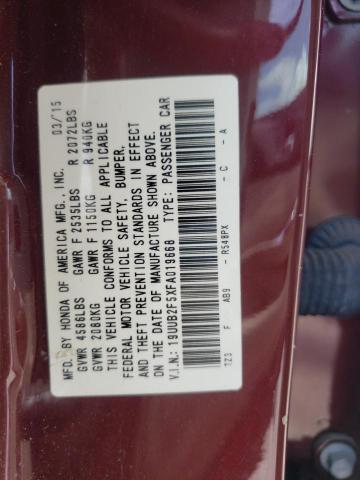 MFD. BY HONDA OF AMERICA MFG., INC. 03/15
GVWR 4586LBS GAWR F 2535LBS R 2072LBS
GVWR 2080KG GAWR F 1150KG R 940KG
THIS VEHICLE CONFORMS TO ALL APPLICABLE
FEDERAL MOTOR VEHICLE SAFETY, BUMPER,
AND THEFT PREVENTION STANDARDS IN EFFECT
ON THE DATE OF MANUFACTURE SHOWN ABOVE.
V.I.N.: 19UUB2F5XFA019668 TYPE: PASSENGER CAR
TZ3 F AB9 - R548PX - C - A